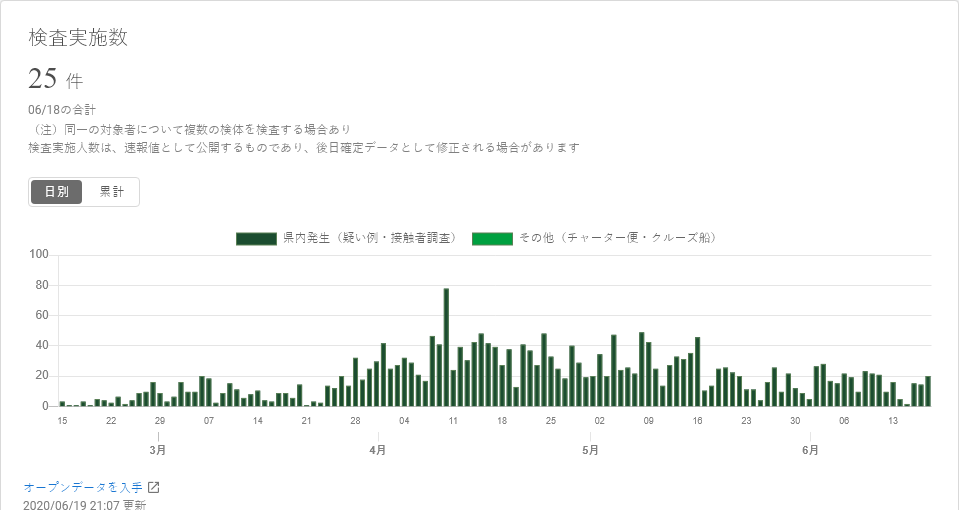 検査実施数
25 件
06/18の合計
（注）同一の対象者について複数の検体を検査する場合あり
検査実施人数は、速報値として公開するものであり、後日確定データとして修正される場合があります
日別 累計
県内発生（疑い例・接触者調査） その他（チャーター便・クルーズ船）
100
80
60
40
20
0
15 22 29 07 14 21 28 04 11 18 25 02 09 16 23 30 06 13
3月 4月 5月 6月
オープンデータを入手
2020/06/19 21:07 更新